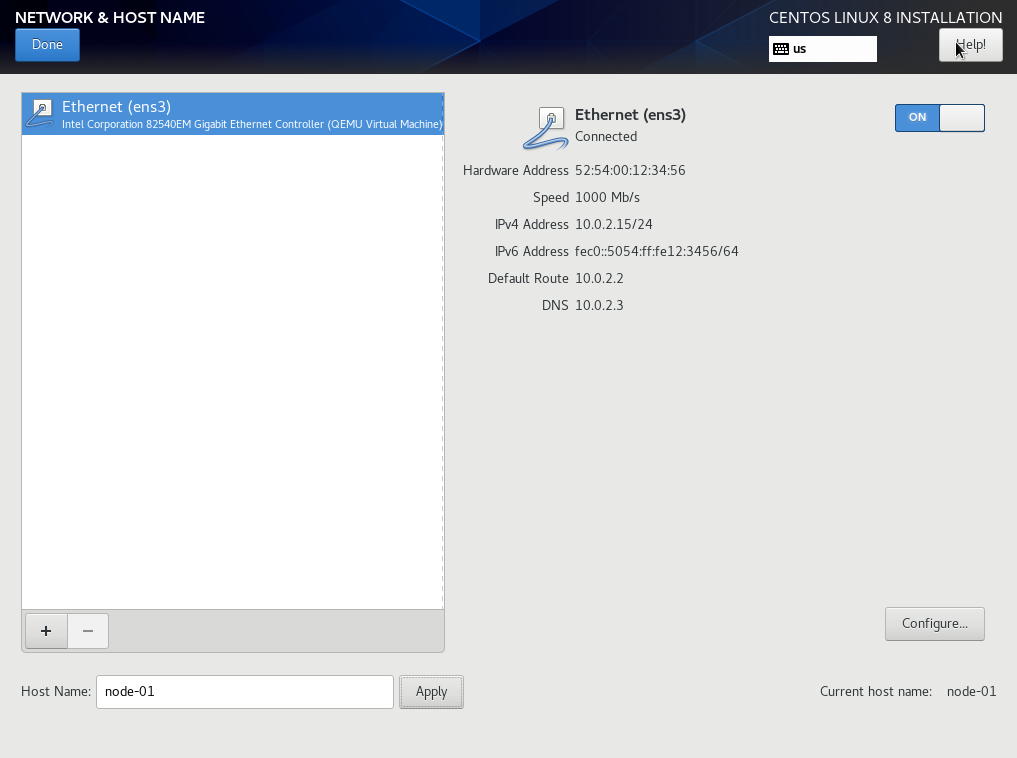 NETWORK & HOST NAME
CENTOS LINUX 8 INSTALLATION
Done
us
Help!
Ethernet (ens3)
Intel Corporation 82540EM Gigabit Ethernet Controller (QEMU Virtual Machine)
Ethernet (ens3)
Connected
ON
Hardware Address 52:54:00:12:34:56
Speed 1000 Mb/s
IPv4 Address 10.0.2.15/24
IPv6 Address fec0::5054:ff:fe12:3456/64
Default Route 10.0.2.2
DNS 10.0.2.3
+ −
Configure...
Host Name: node-01 Apply
Current host name: node-01